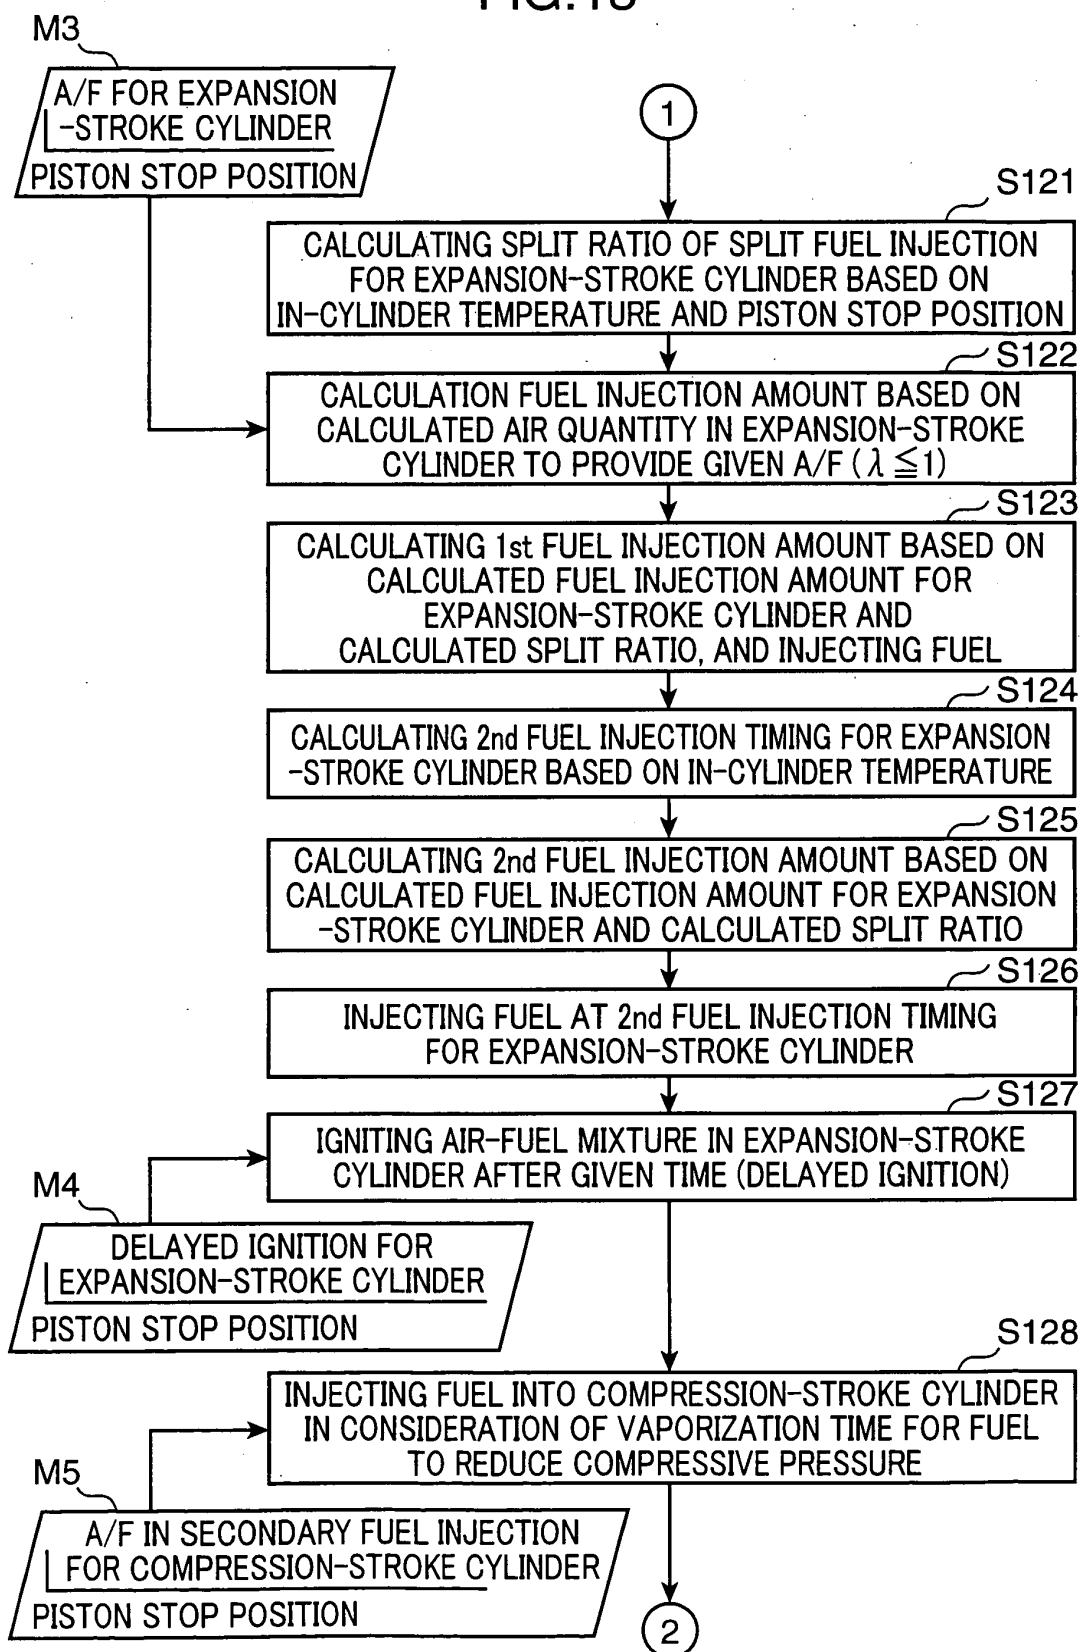 M3
A/F FOR EXPANSION
-STROKE CYLINDER
PISTON STOP POSITION
1
S121
CALCULATING SPLIT RATIO OF SPLIT FUEL INJECTION
FOR EXPANSION-STROKE CYLINDER BASED ON
IN-CYLINDER TEMPERATURE AND PISTON STOP POSITION
S122
CALCULATION FUEL INJECTION AMOUNT BASED ON
CALCULATED AIR QUANTITY IN EXPANSION-STROKE
CYLINDER TO PROVIDE GIVEN A/F (λ≦1)
S123
CALCULATING 1st FUEL INJECTION AMOUNT BASED ON
CALCULATED FUEL INJECTION AMOUNT FOR
EXPANSION-STROKE CYLINDER AND
CALCULATED SPLIT RATIO, AND INJECTING FUEL
S124
CALCULATING 2nd FUEL INJECTION TIMING FOR EXPANSION
-STROKE CYLINDER BASED ON IN-CYLINDER TEMPERATURE
S125
CALCULATING 2nd FUEL INJECTION AMOUNT BASED ON
CALCULATED FUEL INJECTION AMOUNT FOR EXPANSION
-STROKE CYLINDER AND CALCULATED SPLIT RATIO
S126
INJECTING FUEL AT 2nd FUEL INJECTION TIMING
FOR EXPANSION-STROKE CYLINDER
S127
IGNITING AIR-FUEL MIXTURE IN EXPANSION-STROKE
CYLINDER AFTER GIVEN TIME (DELAYED IGNITION)
M4
DELAYED IGNITION FOR
EXPANSION-STROKE CYLINDER
PISTON STOP POSITION
S128
INJECTING FUEL INTO COMPRESSION-STROKE CYLINDER
IN CONSIDERATION OF VAPORIZATION TIME FOR FUEL
TO REDUCE COMPRESSIVE PRESSURE
M5
A/F IN SECONDARY FUEL INJECTION
FOR COMPRESSION-STROKE CYLINDER
PISTON STOP POSITION
2